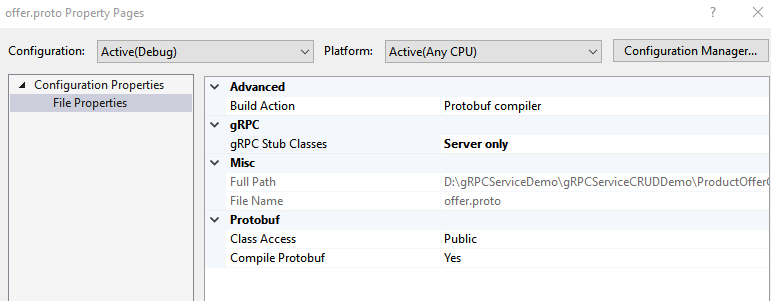 offer.proto Property Pages ? ×
Configuration: Active(Debug) Platform: Active(Any CPU) Configuration Manager...
Configuration Properties
File Properties
Advanced
Build Action Protobuf compiler
gRPC
gRPC Stub Classes Server only
Misc
Full Path D:\gRPCServiceDemo\gRPCServiceCRUDDemo\ProductOffer
File Name offer.proto
Protobuf
Class Access Public
Compile Protobuf Yes